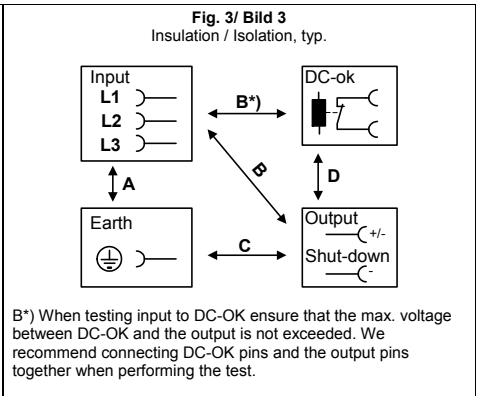 Fig. 3/ Bild 3
Insulation / Isolation, typ.
Input
L1
L2
L3
B*)
DC-ok
A
B
D
Earth
C
Output
+/-
Shut-down
-
B*) When testing input to DC-OK ensure that the max. voltage
between DC-OK and the output is not exceeded. We
recommend connecting DC-OK pins and the output pins
together when performing the test.